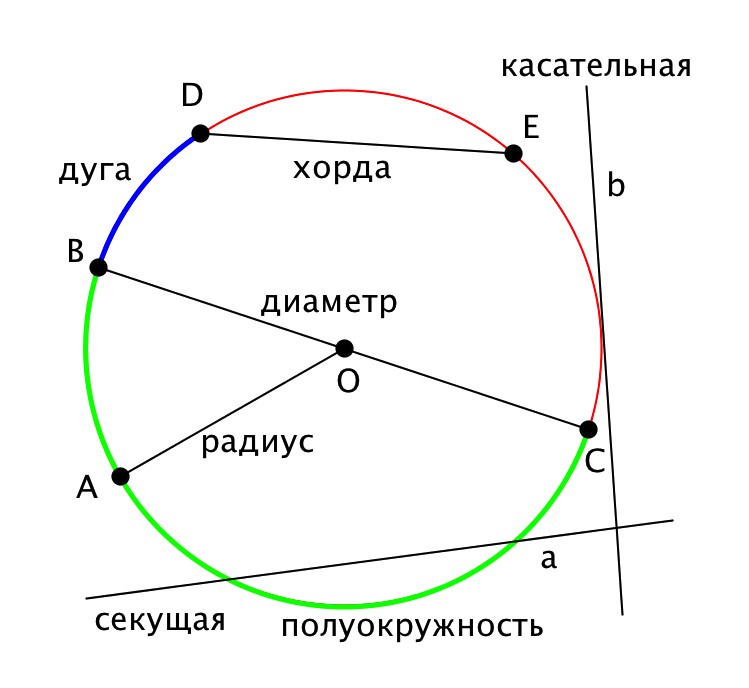 касательная
D
E
дуга
хорда
b
B
диаметр
O
радиус
C
A
a
секущая
полуокружность